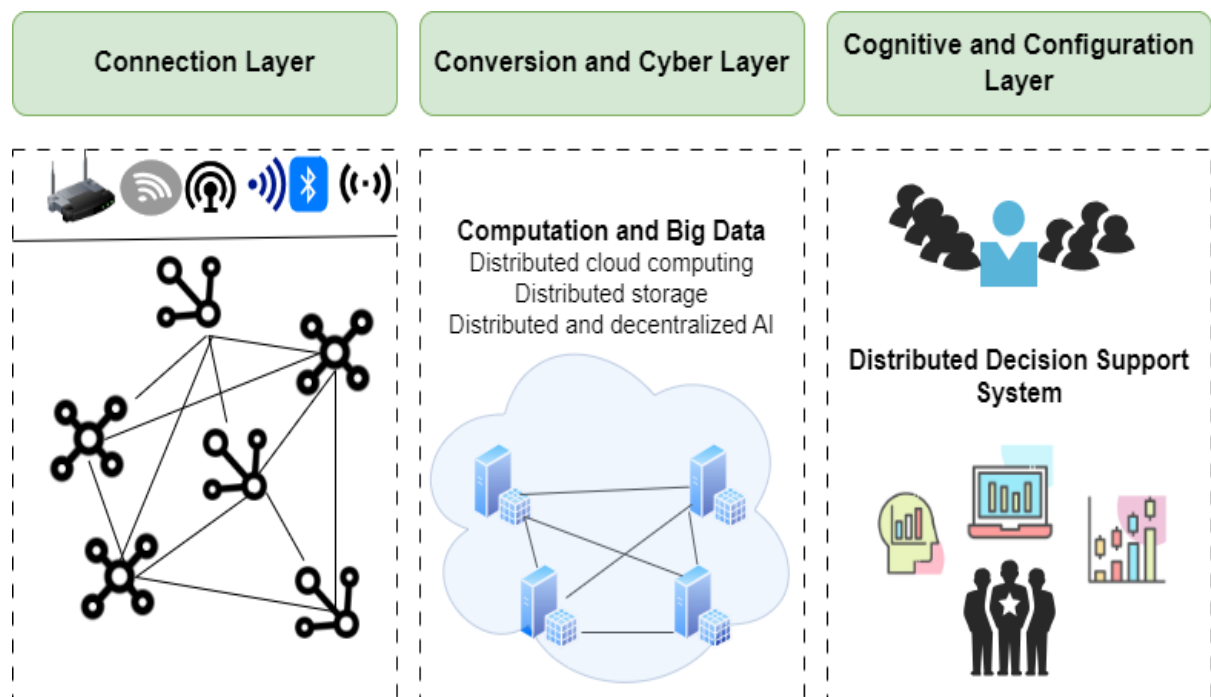 Connection Layer
Conversion and Cyber Layer
Cognitive and Configuration
Layer
Computation and Big Data
Distributed cloud computing
Distributed storage
Distributed and decentralized AI
Distributed Decision Support
System